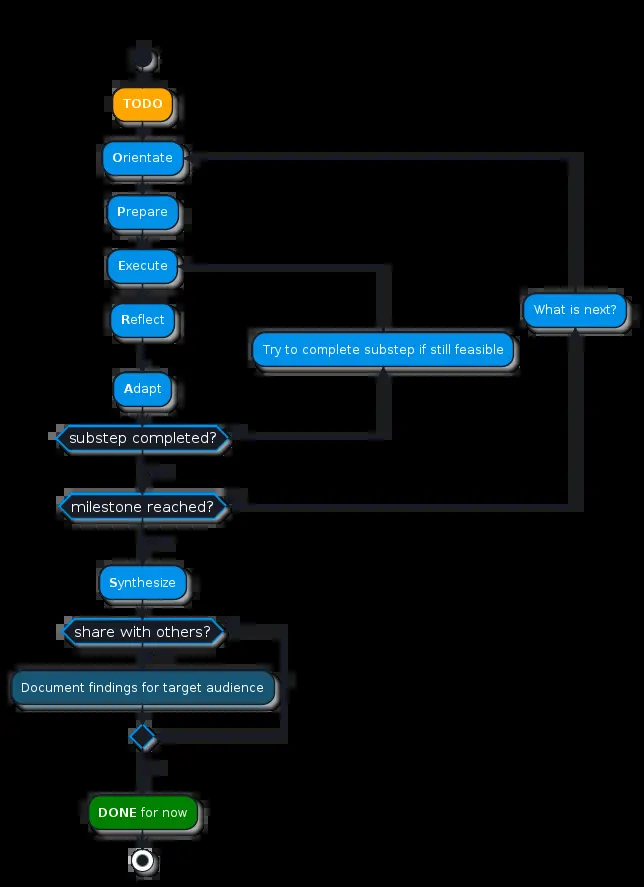 TODO
Orientate
Prepare
Execute
What is next?
Reflect
Try to complete substep if still feasible
Adapt
substep completed?
milestone reached?
Synthesize
share with others?
Document findings for target audience
DONE for now